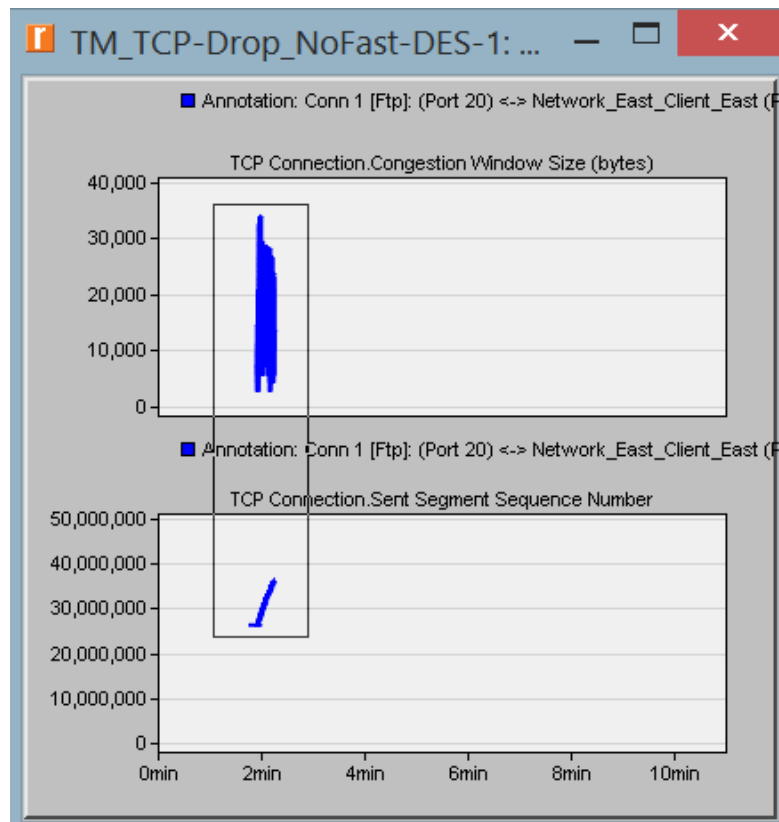 TM_TCP-Drop_NoFast-DES-1: ...
Annotation: Conn 1 [Ftp]: (Port 20) <-> Network_East_Client_East (P
TCP Connection.Congestion Window Size (bytes)
40,000
30,000
20,000
10,000
0
Annotation: Conn 1 [Ftp]: (Port 20) <-> Network_East_Client_East (P
TCP Connection.Sent Segment Sequence Number
50,000,000
40,000,000
30,000,000
20,000,000
10,000,000
0
0min 2min 4min 6min 8min 10min